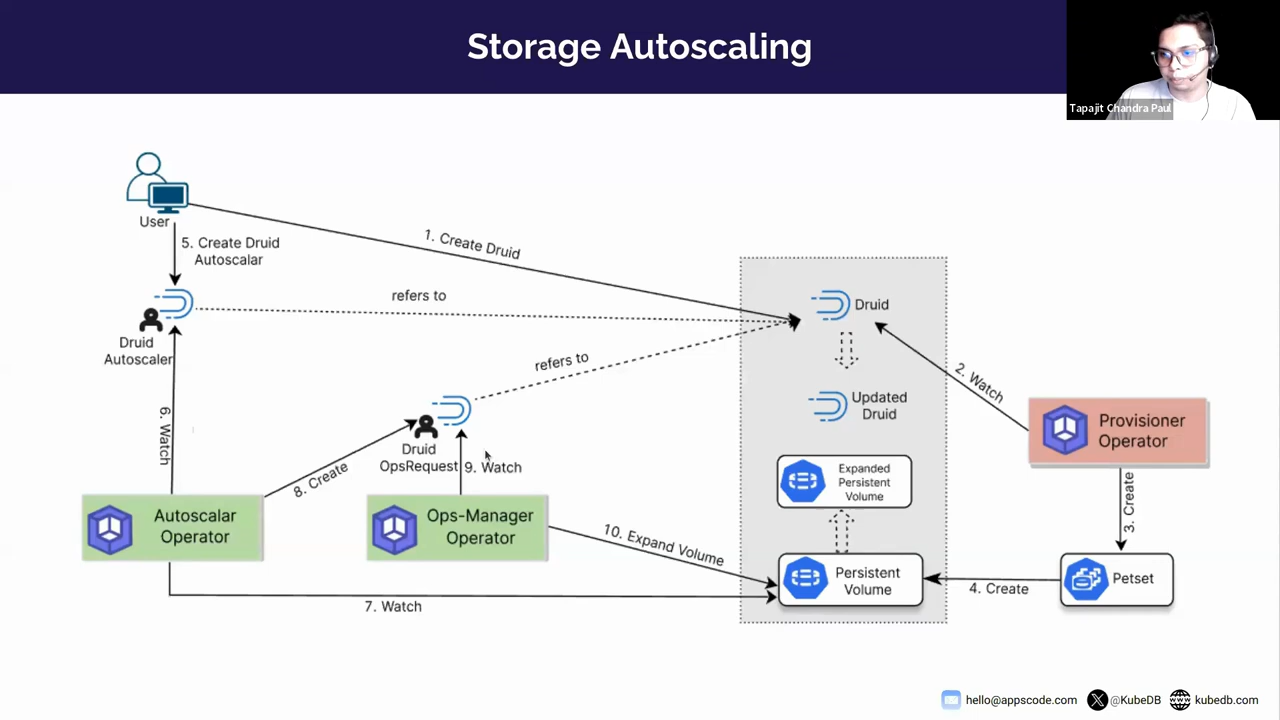 Storage Autoscaling
Tapajit Chandra Paul
User
1. Create Druid
5. Create Druid
Autoscalar
refers to
Druid
Druid
Autoscaler
refers to
2. Watch
Updated
Druid
Provisioner
Operator
6. Watch
Druid
OpsRequest
9. Watch
8. Create
Expanded
Persistent
Volume
3. Create
Autoscalar
Operator
Ops-Manager
Operator
10. Expand Volume
Persistent
Volume
4. Create
Petset
7. Watch
hello@appscode.com
@KubeDB
kubedb.com